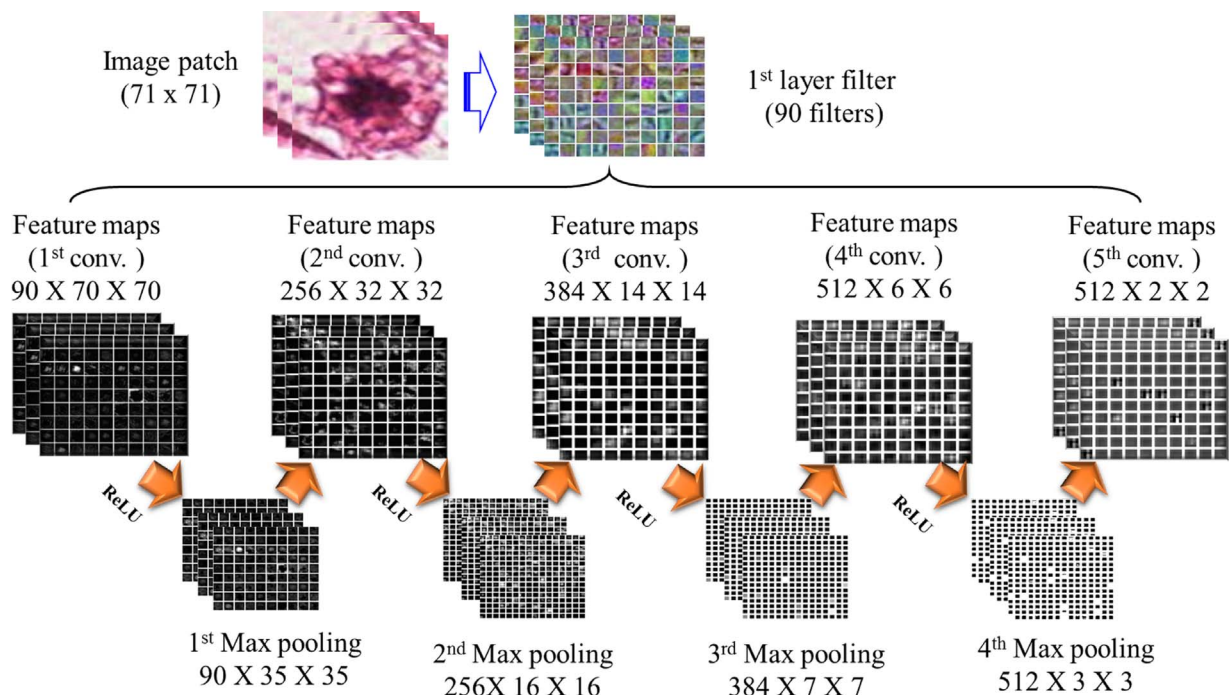 Image patch
(71 x 71)
1st layer filter
(90 filters)
Feature maps
(1st conv. )
90 X 70 X 70
Feature maps
(2nd conv. )
256 X 32 X 32
Feature maps
(3rd conv. )
384 X 14 X 14
Feature maps
(4th conv. )
512 X 6 X 6
Feature maps
(5th conv. )
512 X 2 X 2
ReLU
ReLU
ReLU
ReLU
1st Max pooling
90 X 35 X 35
2nd Max pooling
256X 16 X 16
3rd Max pooling
384 X 7 X 7
4th Max pooling
512 X 3 X 3